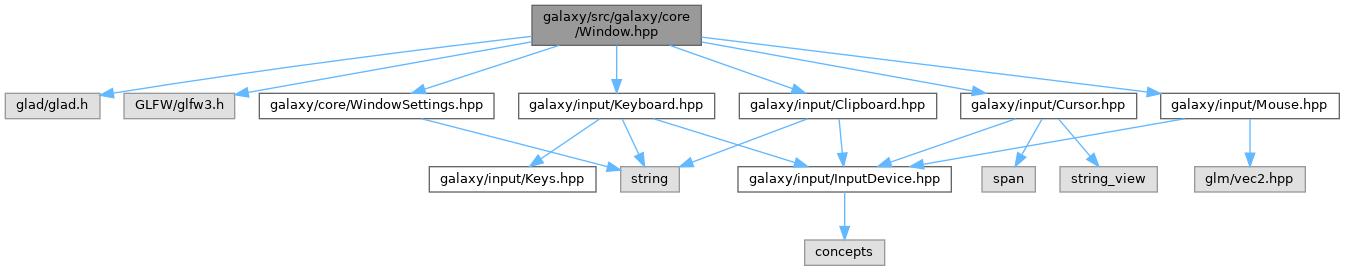 galaxy/src/galaxy/core
/Window.hpp
glad/glad.h
GLFW/glfw3.h
galaxy/core/WindowSettings.hpp
galaxy/input/Keyboard.hpp
galaxy/input/Clipboard.hpp
galaxy/input/Cursor.hpp
galaxy/input/Mouse.hpp
galaxy/input/Keys.hpp
string
galaxy/input/InputDevice.hpp
span
string_view
glm/vec2.hpp
concepts